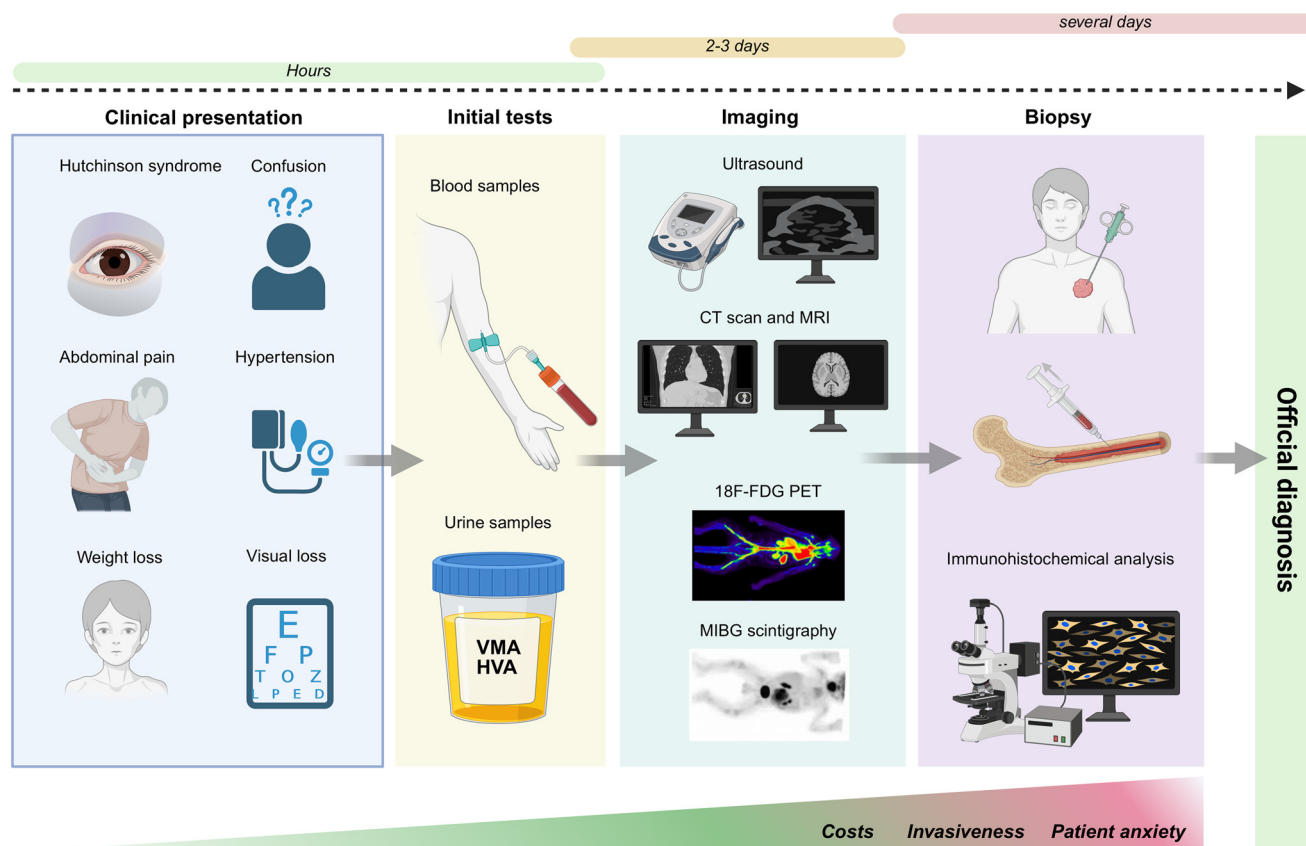 several days
2-3 days
Hours
Clinical presentation
Initial tests
Imaging
Biopsy
Hutchinson syndrome
Confusion
???
Abdominal pain
Hypertension
Weight loss
Visual loss
E
F P
T O Z
L P E D
Blood samples
Urine samples
VMA
HVA
Ultrasound
CT scan and MRI
18F-FDG PET
MIBG scintigraphy
Immunohistochemical analysis
Official diagnosis
Costs Invasiveness Patient anxiety